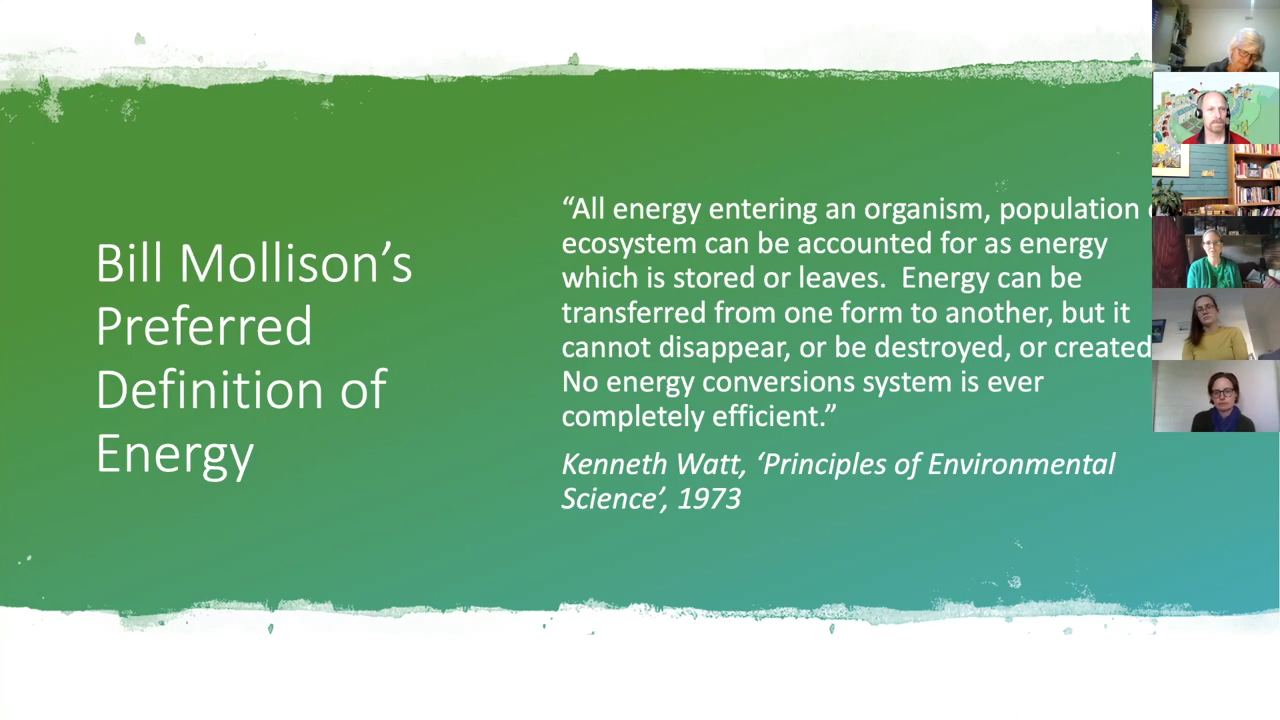 Bill Mollison’s
Preferred
Definition of
Energy
“All energy entering an organism, population
ecosystem can be accounted for as energy
which is stored or leaves.  Energy can be
transferred from one form to another, but it
cannot disappear, or be destroyed, or created
No energy conversions system is ever
completely efficient.”
Kenneth Watt, ‘Principles of Environmental
Science’, 1973